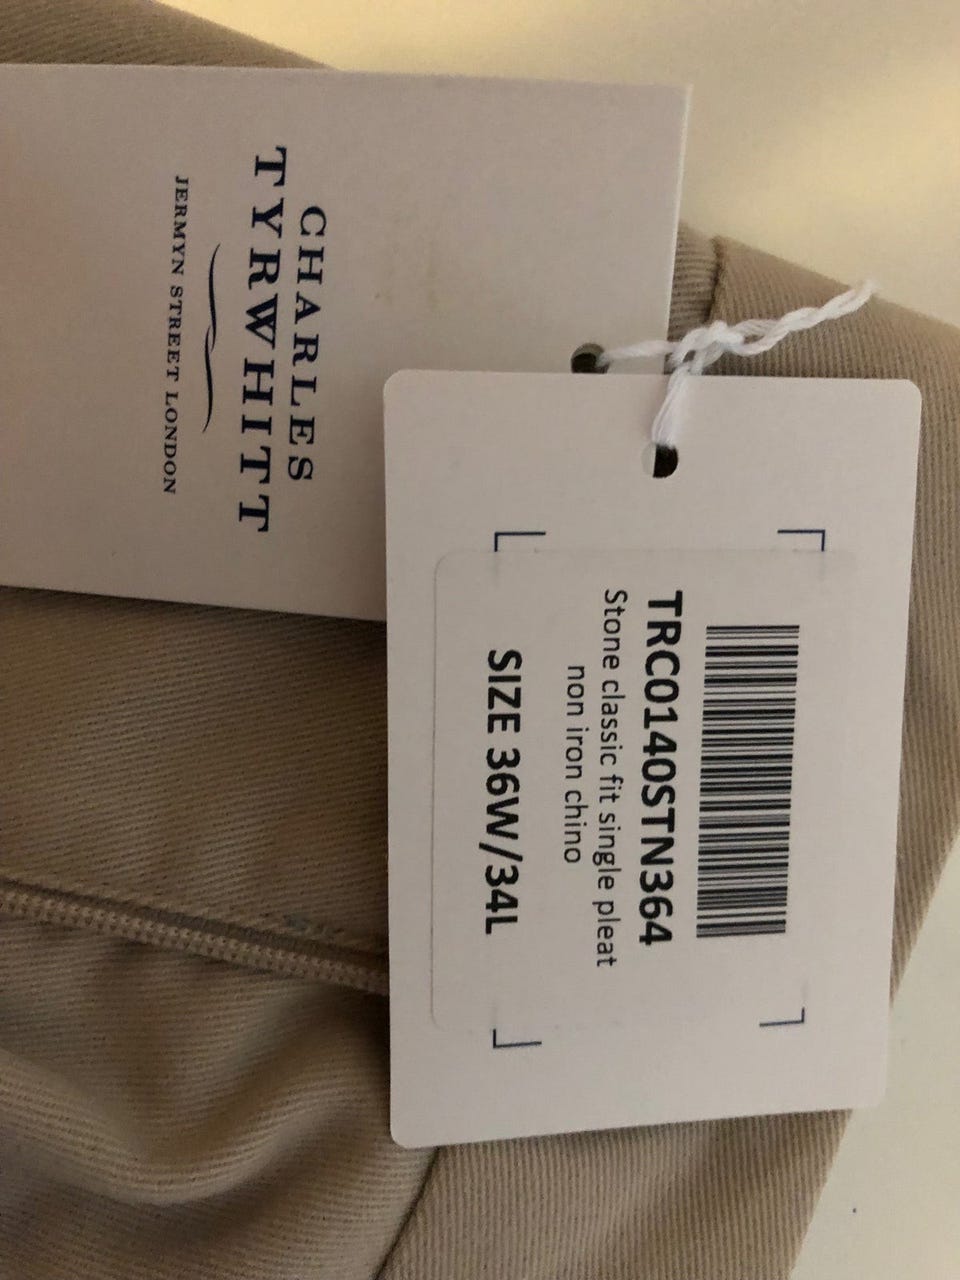 CHARLES
TYRWHITT
JERMYN STREET LONDON
TRC0140STN364
Stone classic fit single pleat
non iron chino
SIZE 36W/34L